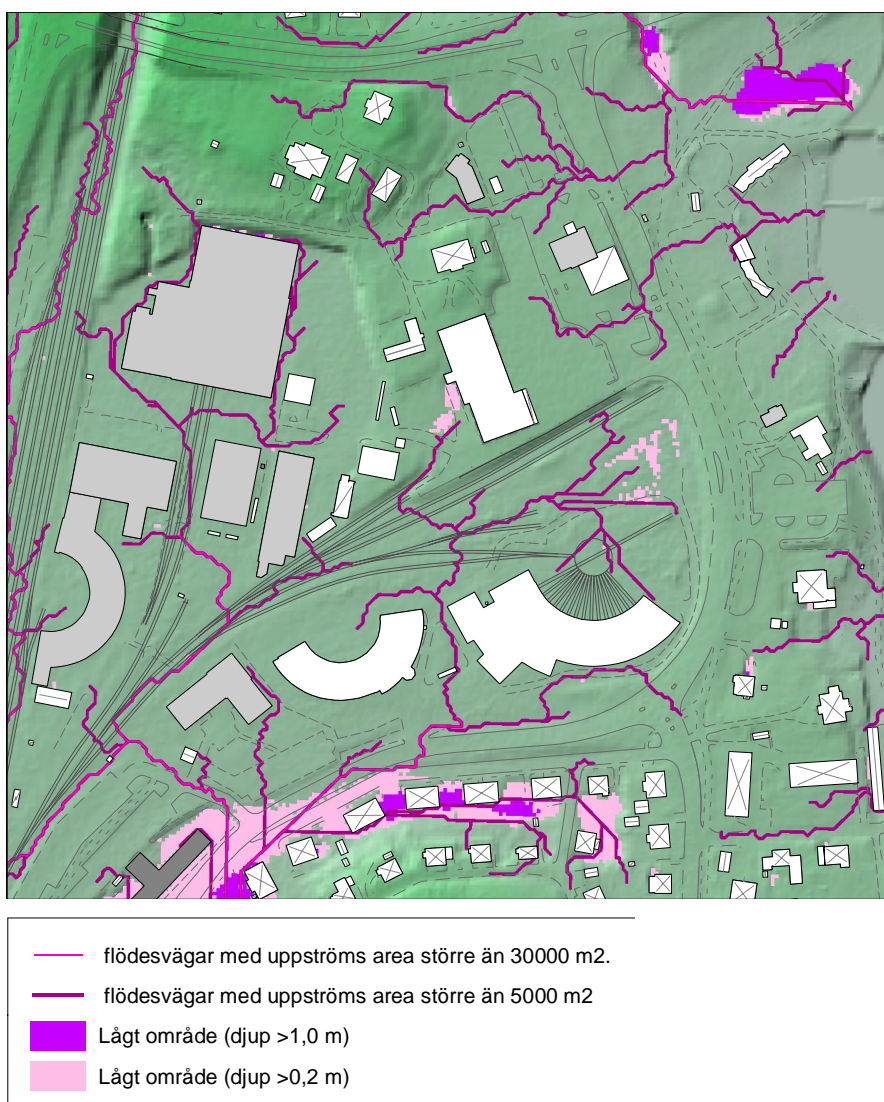 flödesvägar med uppströms area större än 30000 m2.
flödesvägar med uppströms area större än 5000 m2
Lågt område (djup >1,0 m)
Lågt område (djup >0,2 m)